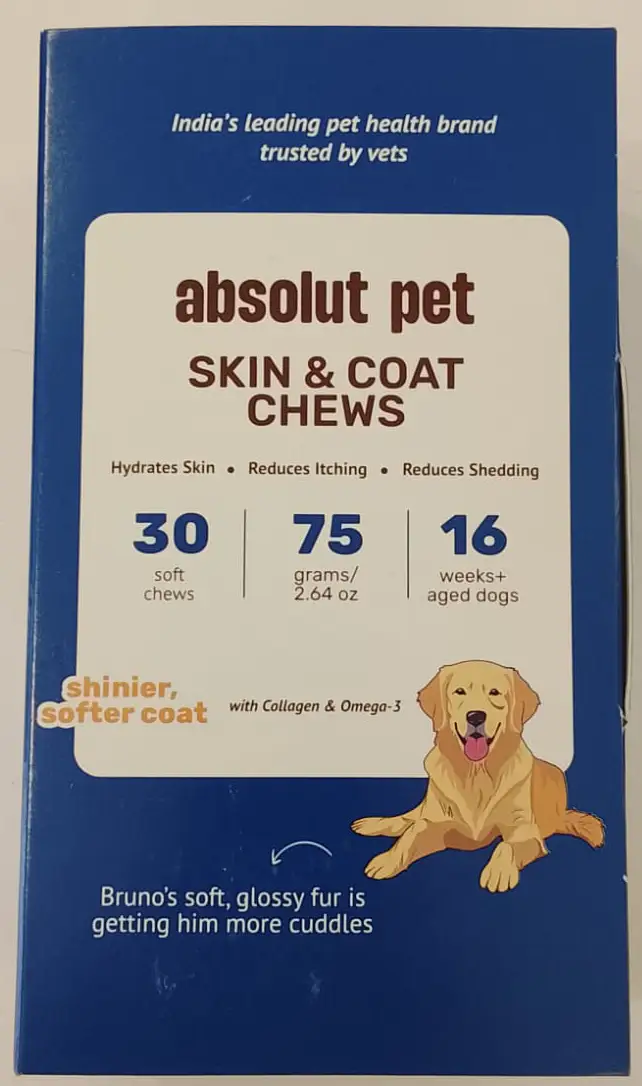 India's leading pet health brand
trusted by vets
absolut pet
SKIN & COAT
CHEWS
Hydrates Skin • Reduces Itching • Reduces Shedding
30
soft
chews
75
grams/
2.64 oz
16
weeks+
aged dogs
shinier,
softer coat
with Collagen & Omega-3
Bruno's soft, glossy fur is
getting him more cuddles